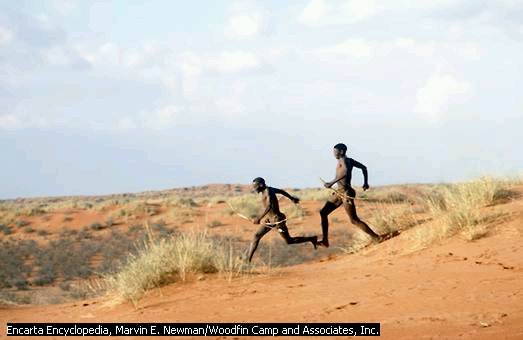 Encarta Encyclopedia, Marvin E. Newman/Woodfin Camp and Associates, Inc.